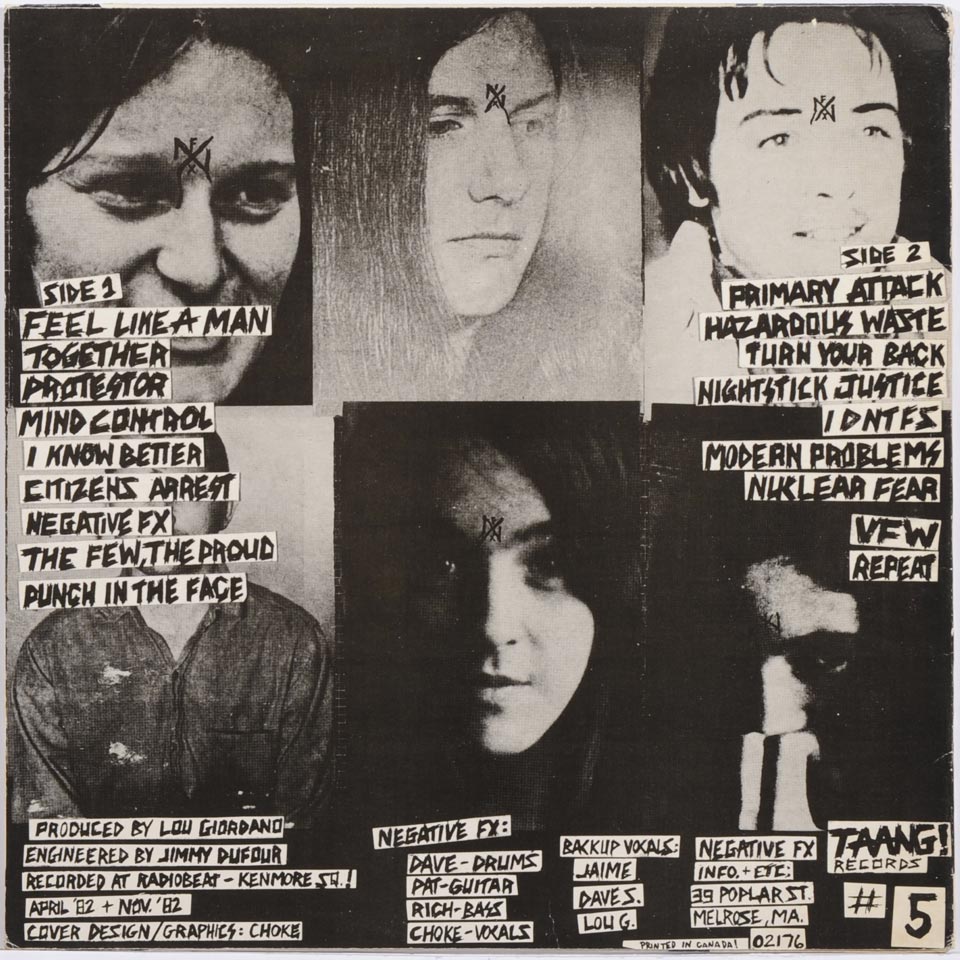 SIDE 1
FEEL LIKE A MAN
TOGETHER
PROTESTOR
MIND CONTROL
I KNOW BETTER
CITIZENS ARREST
NEGATIVE FX
THE FEW, THE PROUD
PUNCH IN THE FACE
SIDE 2
PRIMARY ATTACK
HAZARDOUS WASTE
TURN YOUR BACK
NIGHTSTICK JUSTICE
I D N T F S
MODERN PROBLEMS
NUCLEAR FEAR
VFW
REPEAT
PRODUCED BY LOU GIORDANO
ENGINEERED BY JIMMY DUFOUR
RECORDED AT RADIOBEAT - KENMORE SQ.!
APRIL '82 + NOV. '82
COVER DESIGN/GRAPHICS: CHOKE
NEGATIVE FX:
DAVE-DRUMS
PAT-GUITAR
RICH-BASS
CHOKE-VOCALS
BACKUP VOCALS:
JAIME
DAVE S.
LOU G.
NEGATIVE FX
INFO. + ETC:
39 POPLAR ST.
MELROSE, MA.
02176
PRINTED IN CANADA!
TAANG!
RECORDS
# 5